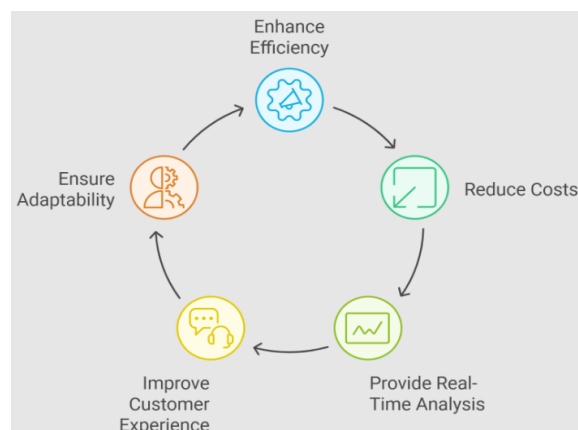 Enhance
Efficiency
Reduce Costs
Provide Real-
Time Analysis
Improve
Customer
Experience
Ensure
Adaptability